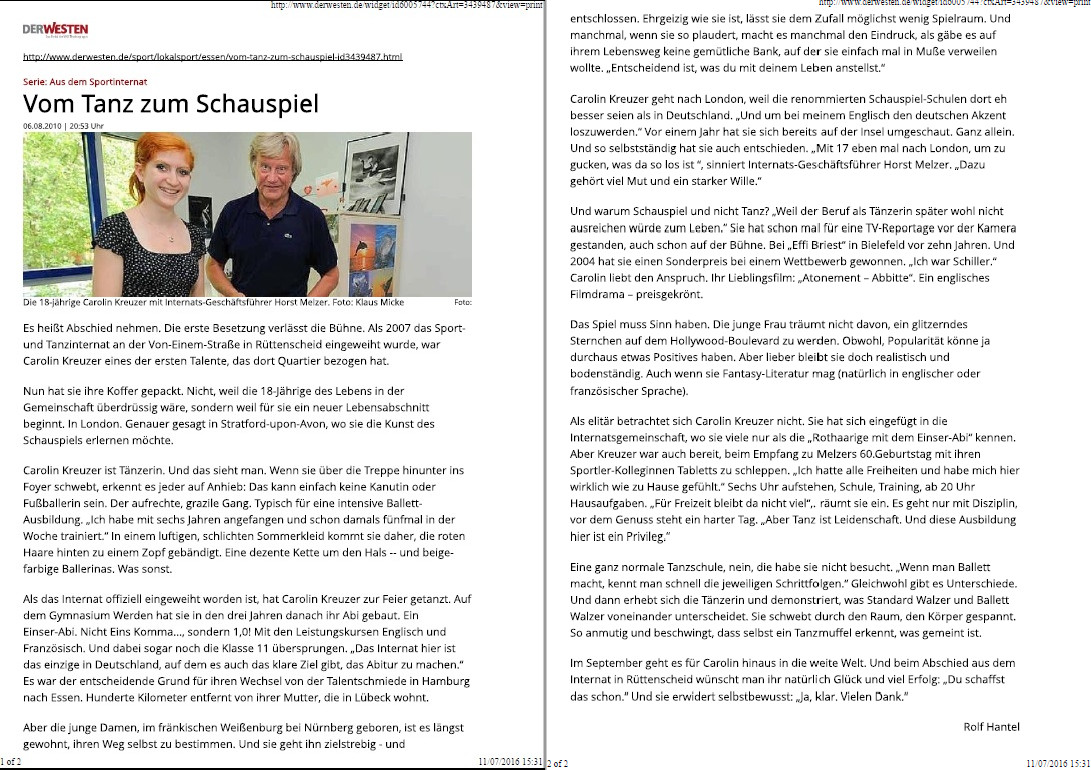 http://www.derwesten.de/widget/id6005744?ctxArt=3439487&view=print
DERWESTEN
http://www.derwesten.de/sport/lokalsport/essen/vom-tanz-zum-schauspiel-id3439487.html
Serie: Aus dem Sportinternat
Vom Tanz zum Schauspiel
06.08.2010 | 20:53 Uhr
Die 18-jährige Carolin Kreuzer mit Internats-Geschäftsführer Horst Melzer. Foto: Klaus Micke
Foto:
Es heißt Abschied nehmen. Die erste Besetzung verlässt die Bühne. Als 2007 das Sport-
und Tanzinternat an der Von-Einem-Straße in Rüttenscheid eingeweiht wurde, war
Carolin Kreuzer eines der ersten Talente, das dort Quartier bezogen hat.
Nun hat sie ihre Koffer gepackt. Nicht, weil die 18-Jährige des Lebens in der
Gemeinschaft überdrüssig wäre, sondern weil für sie ein neuer Lebensabschnitt
beginnt. In London. Genauer gesagt in Stratford-upon-Avon, wo sie die Kunst des
Schauspiels erlernen möchte.
Carolin Kreuzer ist Tänzerin. Und das sieht man. Wenn sie über die Treppe hinunter ins
Foyer schwebt, erkennt es jeder auf Anhieb: Das kann einfach keine Kanutin oder
Fußballerin sein. Der aufrechte, grazile Gang. Typisch für eine intensive Ballett-
Ausbildung. „Ich habe mit sechs Jahren angefangen und schon damals fünfmal in der
Woche trainiert.“ In einem luftigen, schlichten Sommerkleid kommt sie daher, die roten
Haare hinten zu einem Zopf gebändigt. Eine dezente Kette um den Hals -- und beige-
farbige Ballerinas. Was sonst.
Als das Internat offiziell eingeweiht worden ist, hat Carolin Kreuzer zur Feier getanzt. Auf
dem Gymnasium Werden hat sie in den drei Jahren danach ihr Abi gebaut. Ein
Einser-Abi. Nicht Eins Komma..., sondern 1,0! Mit den Leistungskursen Englisch und
Französisch. Und dabei sogar noch die Klasse 11 übersprungen. „Das Internat hier ist
das einzige in Deutschland, auf dem es auch das klare Ziel gibt, das Abitur zu machen.“
Es war der entscheidende Grund für ihren Wechsel von der Talentschmiede in Hamburg
nach Essen. Hunderte Kilometer entfernt von ihrer Mutter, die in Lübeck wohnt.
Aber die junge Damen, im fränkischen Weißenburg bei Nürnberg geboren, ist es längst
gewohnt, ihren Weg selbst zu bestimmen. Und sie geht ihn zielstrebig - und
1 of 2
11/07/2016 15:31
http://www.derwesten.de/widget/id6005744?ctxArt=3439487&view=print
entschlossen. Ehrgeizig wie sie ist, lässt sie dem Zufall möglichst wenig Spielraum. Und
manchmal, wenn sie so plaudert, macht es manchmal den Eindruck, als gäbe es auf
ihrem Lebensweg keine gemütliche Bank, auf der sie einfach mal in Muße verweilen
wollte. „Entscheidend ist, was du mit deinem Leben anstellst.“
Carolin Kreuzer geht nach London, weil die renommierten Schauspiel-Schulen dort eh
besser seien als in Deutschland. „Und um bei meinem Englisch den deutschen Akzent
loszuwerden.“ Vor einem Jahr hat sie sich bereits auf der Insel umgeschaut. Ganz allein.
Und so selbstständig hat sie auch entschieden. „Mit 17 eben mal nach London, um zu
gucken, was da so los ist “, sinniert Internats-Geschäftsführer Horst Melzer. „Dazu
gehört viel Mut und ein starker Wille.“
Und warum Schauspiel und nicht Tanz? „Weil der Beruf als Tänzerin später wohl nicht
ausreichen würde zum Leben.“ Sie hat schon mal für eine TV-Reportage vor der Kamera
gestanden, auch schon auf der Bühne. Bei „Effi Briest“ in Bielefeld vor zehn Jahren. Und
2004 hat sie einen Sonderpreis bei einem Wettbewerb gewonnen. „Ich war Schiller.“
Carolin liebt den Anspruch. Ihr Lieblingsfilm: „Atonement – Abbitte“. Ein englisches
Filmdrama – preisgekrönt.
Das Spiel muss Sinn haben. Die junge Frau träumt nicht davon, ein glitzerndes
Sternchen auf dem Hollywood-Boulevard zu werden. Obwohl, Popularität könne ja
durchaus etwas Positives haben. Aber lieber bleibt sie doch realistisch und
bodenständig. Auch wenn sie Fantasy-Literatur mag (natürlich in englischer oder
französischer Sprache).
Als elitär betrachtet sich Carolin Kreuzer nicht. Sie hat sich eingefügt in die
Internatsgemeinschaft, wo sie viele nur als die „Rothaarige mit dem Einser-Abi“ kennen.
Aber Kreuzer war auch bereit, beim Empfang zu Melzers 60.Geburtstag mit ihren
Sportler-Kolleginnen Tabletts zu schleppen. „Ich hatte alle Freiheiten und habe mich hier
wirklich wie zu Hause gefühlt.“ Sechs Uhr aufstehen, Schule, Training, ab 20 Uhr
Hausaufgaben. „Für Freizeit bleibt da nicht viel“,. räumt sie ein. Es geht nur mit Disziplin,
vor dem Genuss steht ein harter Tag. „Aber Tanz ist Leidenschaft. Und diese Ausbildung
hier ist ein Privileg.“
Eine ganz normale Tanzschule, nein, die habe sie nicht besucht. „Wenn man Ballett
macht, kennt man schnell die jeweiligen Schrittfolgen.“ Gleichwohl gibt es Unterschiede.
Und dann erhebt sich die Tänzerin und demonstriert, was Standard Walzer und Ballett
Walzer voneinander unterscheidet. Sie schwebt durch den Raum, den Körper gespannt.
So anmutig und beschwingt, dass selbst ein Tanzmuffel erkennt, was gemeint ist.
Im September geht es für Carolin hinaus in die weite Welt. Und beim Abschied aus dem
Internat in Rüttenscheid wünscht man ihr natürlich Glück und viel Erfolg: „Du schaffst
das schon.“ Und sie erwidert selbstbewusst: „Ja, klar. Vielen Dank.“
Rolf Hantel
2 of 2
11/07/2016 15:31